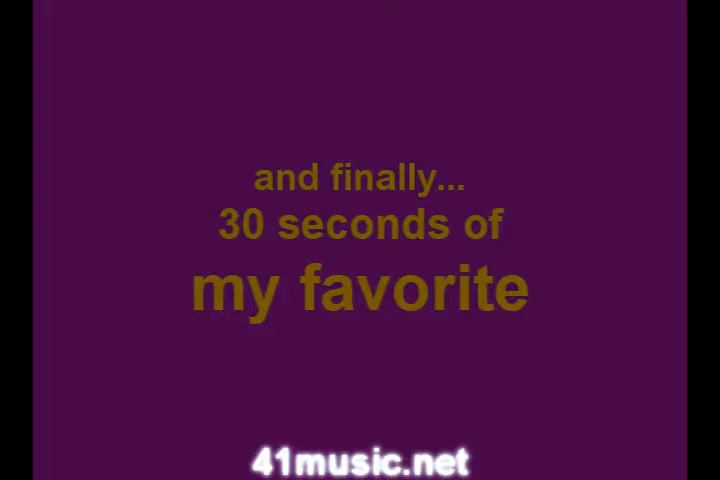 and finally...
30 seconds of
my favorite
41music.net